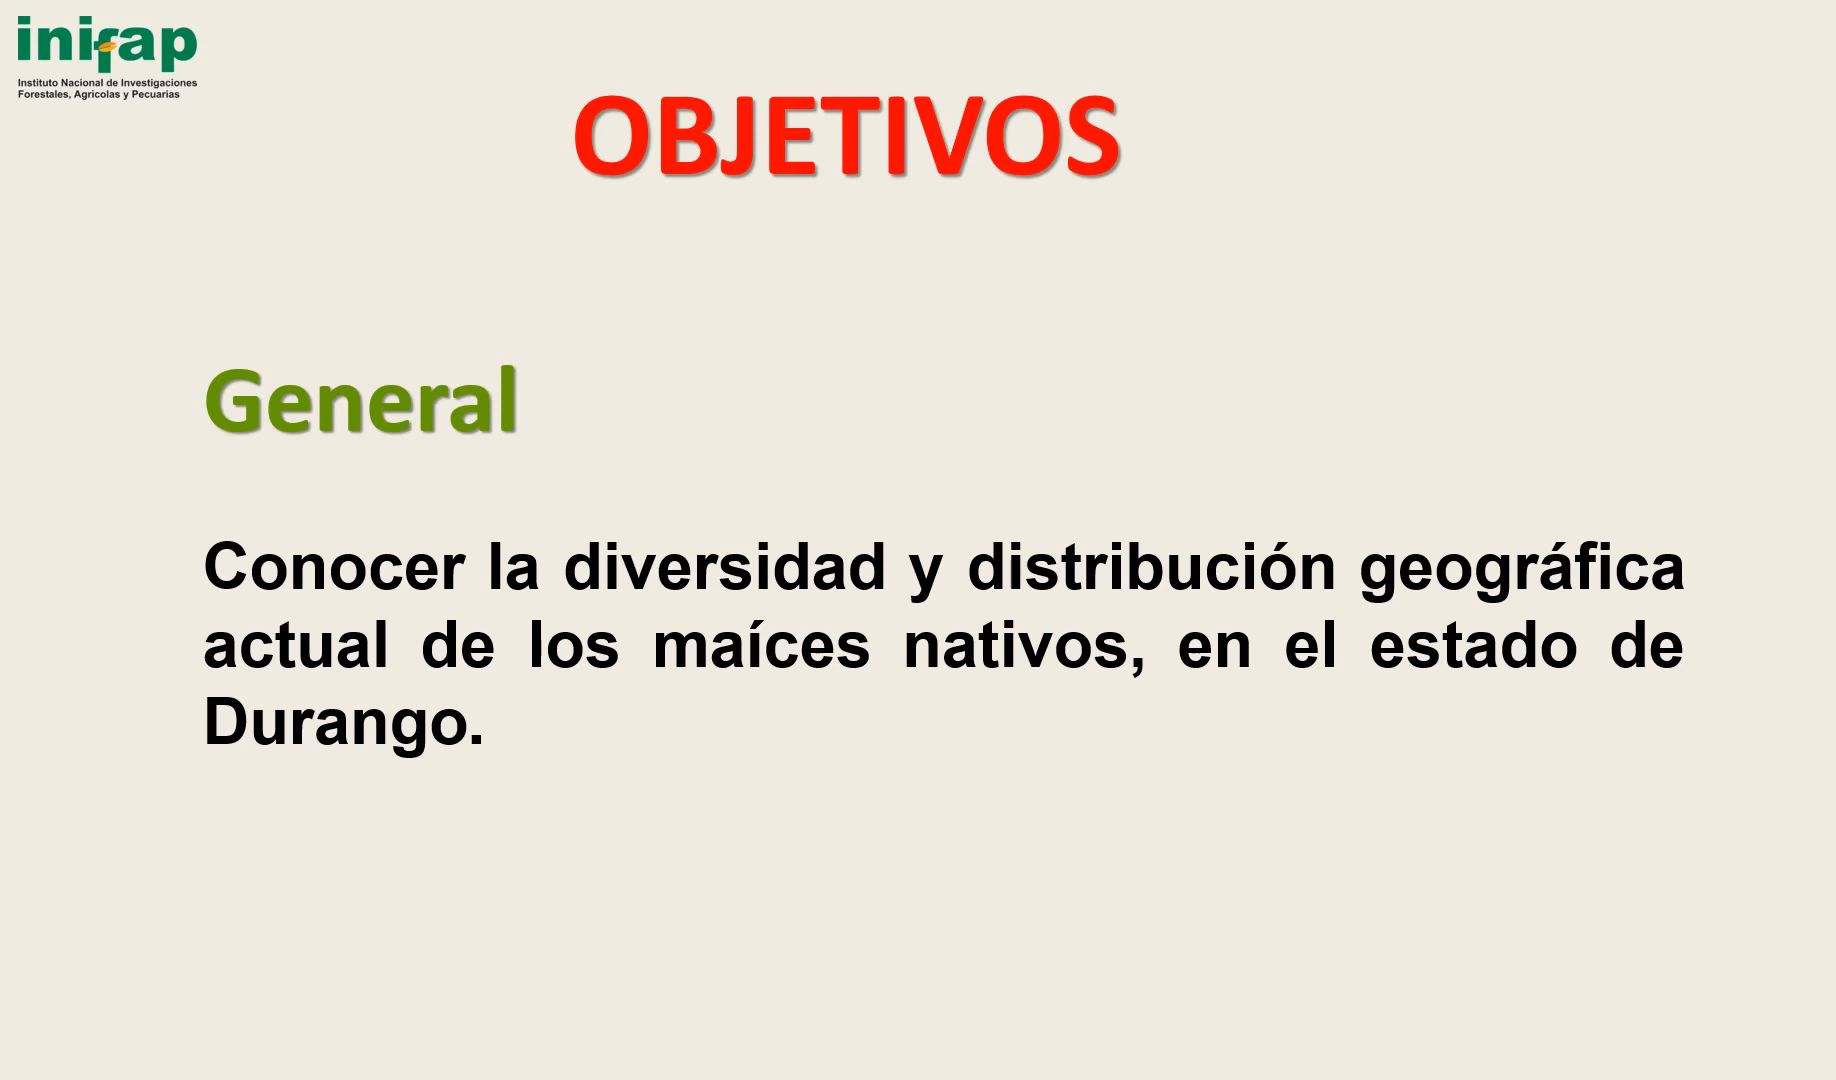 inifap
Instituto Nacional de Investigaciones
Forestales, Agrícolas y Pecuarias
OBJETIVOS
General
Conocer la diversidad y distribución geográfica
actual de los maíces nativos, en el estado de
Durango.